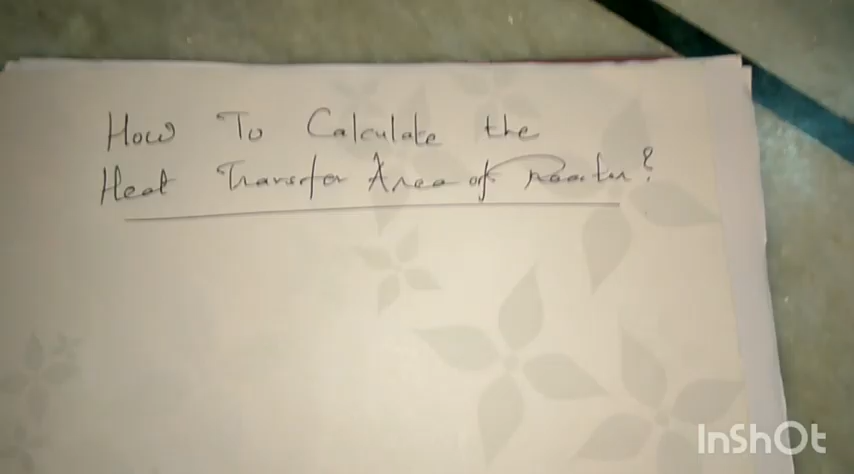 How To Calculate the
Heat Transfer Area of Reactor?
InShOt